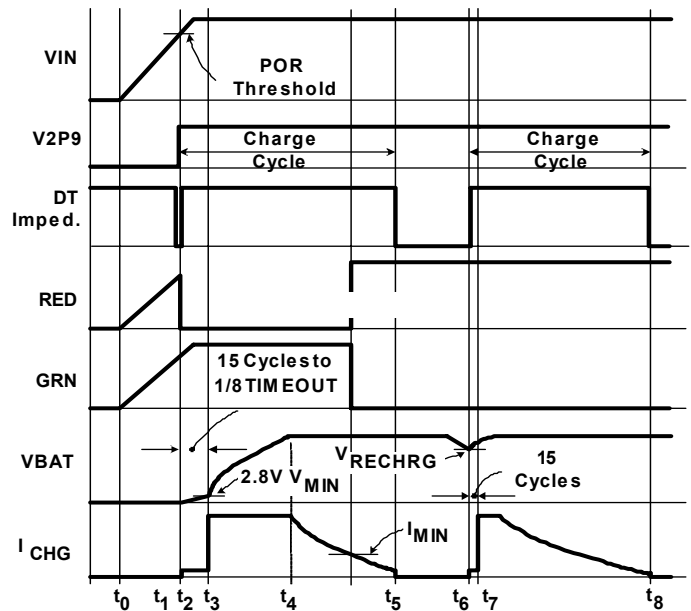 VIN
POR
Threshold
V2P9
Charge
Cycle
Charge
Cycle
DT
Imped.
RED
GRN
15 Cycles to
1/8 TIMEOUT
VBAT
VRECHRG
2.8V VMIN
15
Cycles
I CHG
IMIN
t0 t1 t2 t3 t4 t5 t6 t7 t8